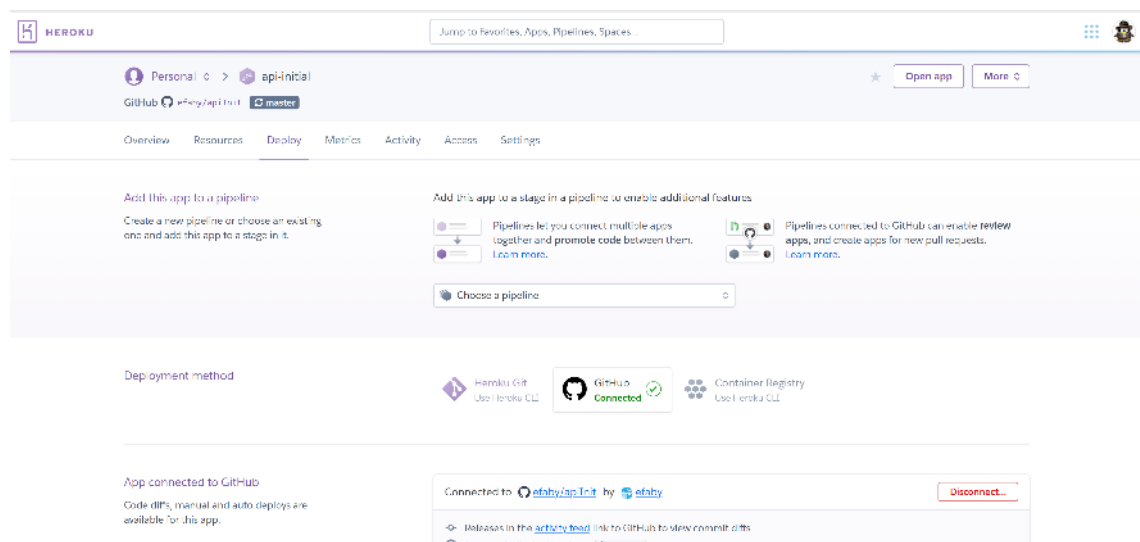 HEROKU
Jump to Favorites, Apps, Pipelines, Spaces...
Personal > api-initial
Open app
More
GitHub efaby/apiInit master
Overview Resources Deploy Metrics Activity Access Settings
Add this app to a pipeline
Create a new pipeline or choose an existing
one and add this app to a stage in it.
Add this app to a stage in a pipeline to enable additional features
Pipelines let you connect multiple apps
together and promote code between them.
Learn more.
Pipelines connected to GitHub can enable review
apps, and create apps for new pull requests.
Learn more.
Choose a pipeline
Deployment method
Heroku Git
Use Heroku CLI
GitHub
Connected
Container Registry
Use Heroku CLI
App connected to GitHub
Code diffs, manual and auto deploys are
available for this app.
Connected to efaby/apiInit by efaby
Disconnect...
Releases in the activity feed link to GitHub to view commit diffs